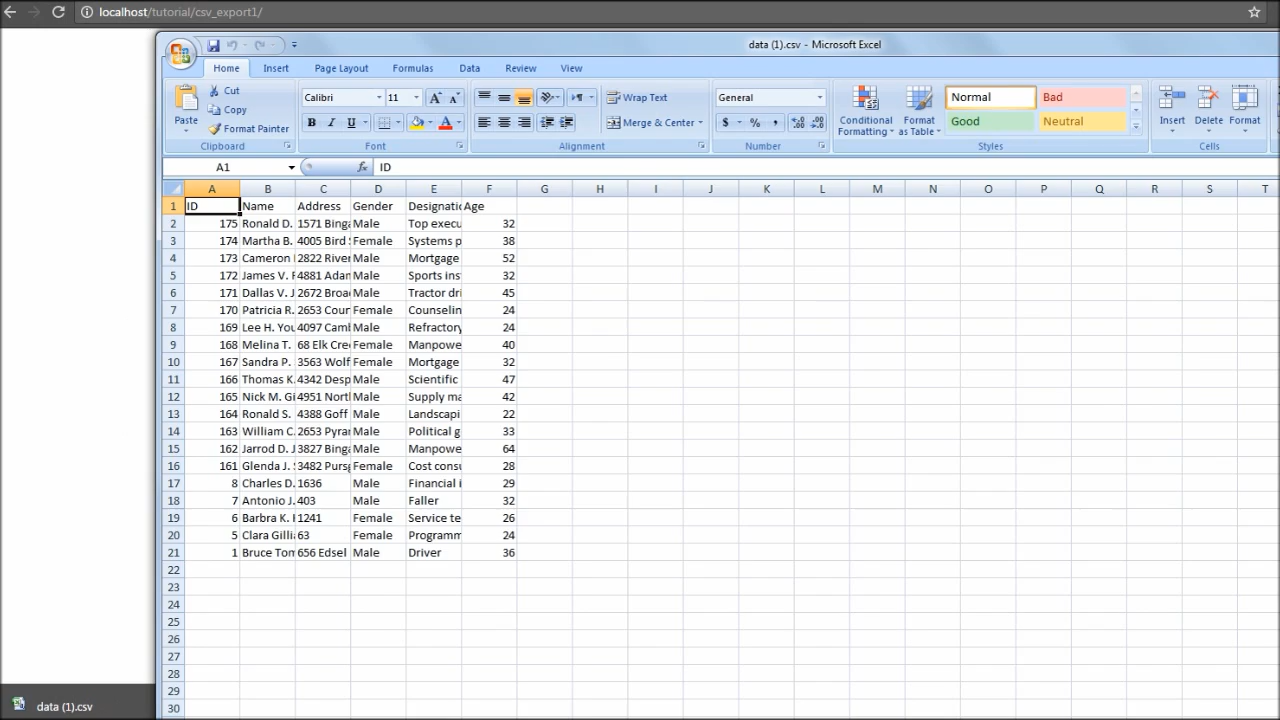 localhost/tutorial/csv_export1/
data (1).csv - Microsoft Excel
Home Insert Page Layout Formulas Data Review View
Paste Cut Copy Format Painter
Calibri 11
B I U A
Wrap Text
Merge & Center
General
$ % ,
Conditional Formatting
Format as Table
Normal Bad
Good Neutral
Insert Delete Format
Clipboard Font Alignment Number Styles Cells
A1 fx ID
A B C D E F G H I J K L M N O P Q R S T
1 ID Name Address Gender Designatic Age
2 175 Ronald D. 1571 Binga Male Top execu 32
3 174 Martha B. 4005 Bird Female Systems p 38
4 173 Cameron 2822 River Male Mortgage 52
5 172 James V. 4881 Adam Male Sports ins 32
6 171 Dallas V. J 2672 Broa Male Tractor dri 45
7 170 Patricia R. 2653 Cour Female Counselin 24
8 169 Lee H. You 4097 Camb Male Refractory 24
9 168 Melina T. 68 Elk Cree Female Manpowe 40
10 167 Sandra P. 3563 Wolf Female Mortgage 32
11 166 Thomas K. 4342 Desp Male Scientific 47
12 165 Nick M. Gi 4951 North Male Supply ma 42
13 164 Ronald S. 4388 Goff Male Landscapi 22
14 163 William C. 2653 Pyrar Male Political g 33
15 162 Jarrod D. J 3827 Binga Male Manpowe 64
16 161 Glenda J. 3482 Pursg Female Cost consu 28
17 8 Charles D. 1636 Male Financial i 29
18 7 Antonio J. 403 Male Faller 32
19 6 Barbra K. 1241 Female Service te 26
20 5 Clara Gilli 63 Female Programm 24
21 1 Bruce Tom 656 Edsel Male Driver 36
22
23
24
25
26
27
28
29
30
data (1).csv